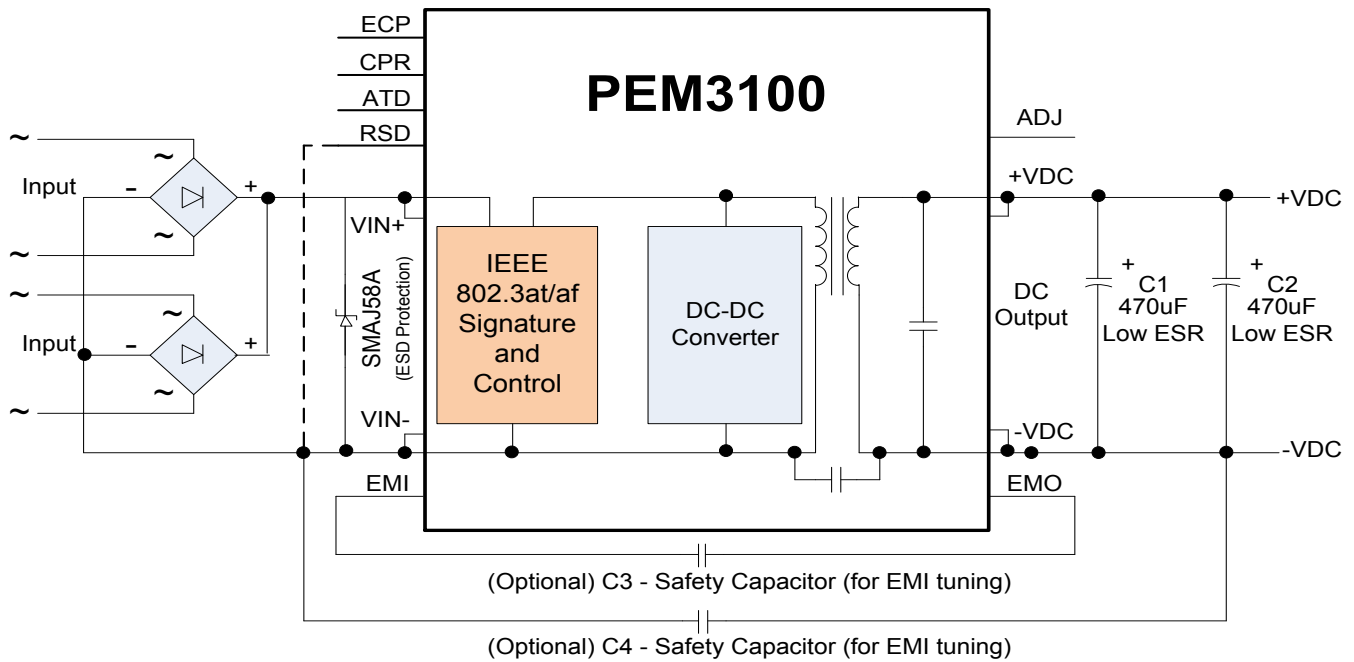 ECP
CPR
ATD
RSD
PEM3100
ADJ
~
~
~
~
Input
-
+
~
~
Input
-
+
~
~
VIN+
VIN-
SMAJ58A
(ESD Protection)
IEEE
802.3at/af
Signature
and
Control
DC-DC
Converter
+VDC
-VDC
DC
Output
+
C1
470uF
Low ESR
+
C2
470uF
Low ESR
+VDC
-VDC
EMI
EMO
(Optional) C3 - Safety Capacitor (for EMI tuning)
(Optional) C4 - Safety Capacitor (for EMI tuning)